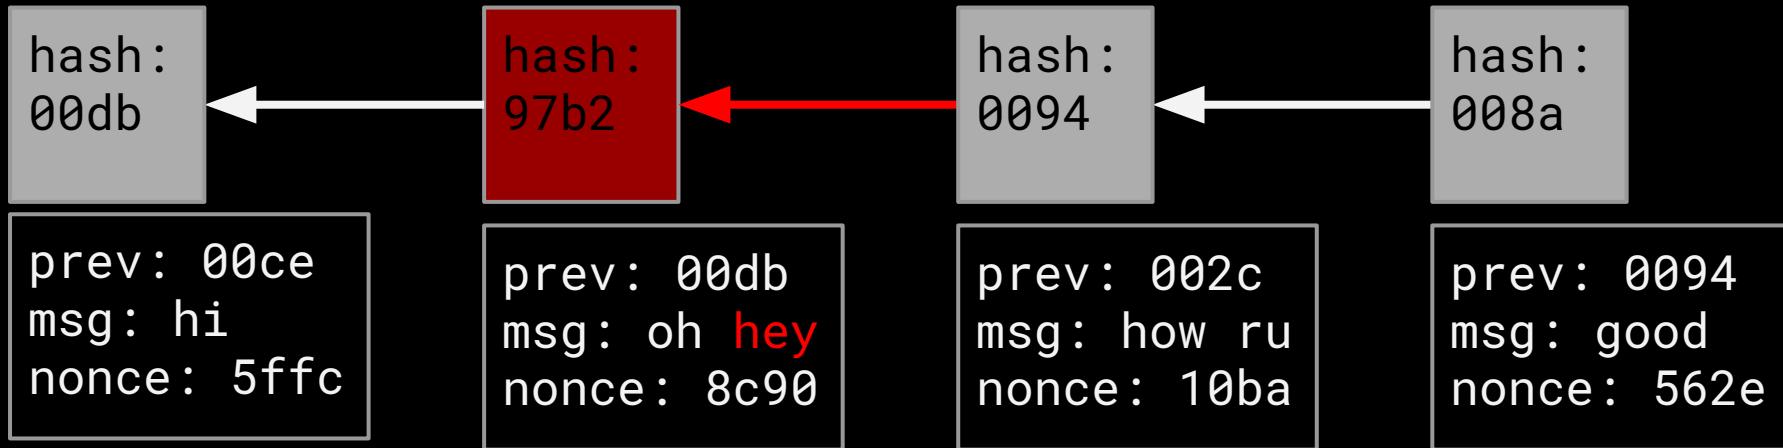 hash:
00db
hash:
97b2
hash:
0094
hash:
008a
prev: 00ce
msg: hi
nonce: 5ffc
prev: 00db
msg: oh hey
nonce: 8c90
prev: 002c
msg: how ru
nonce: 10ba
prev: 0094
msg: good
nonce: 562e